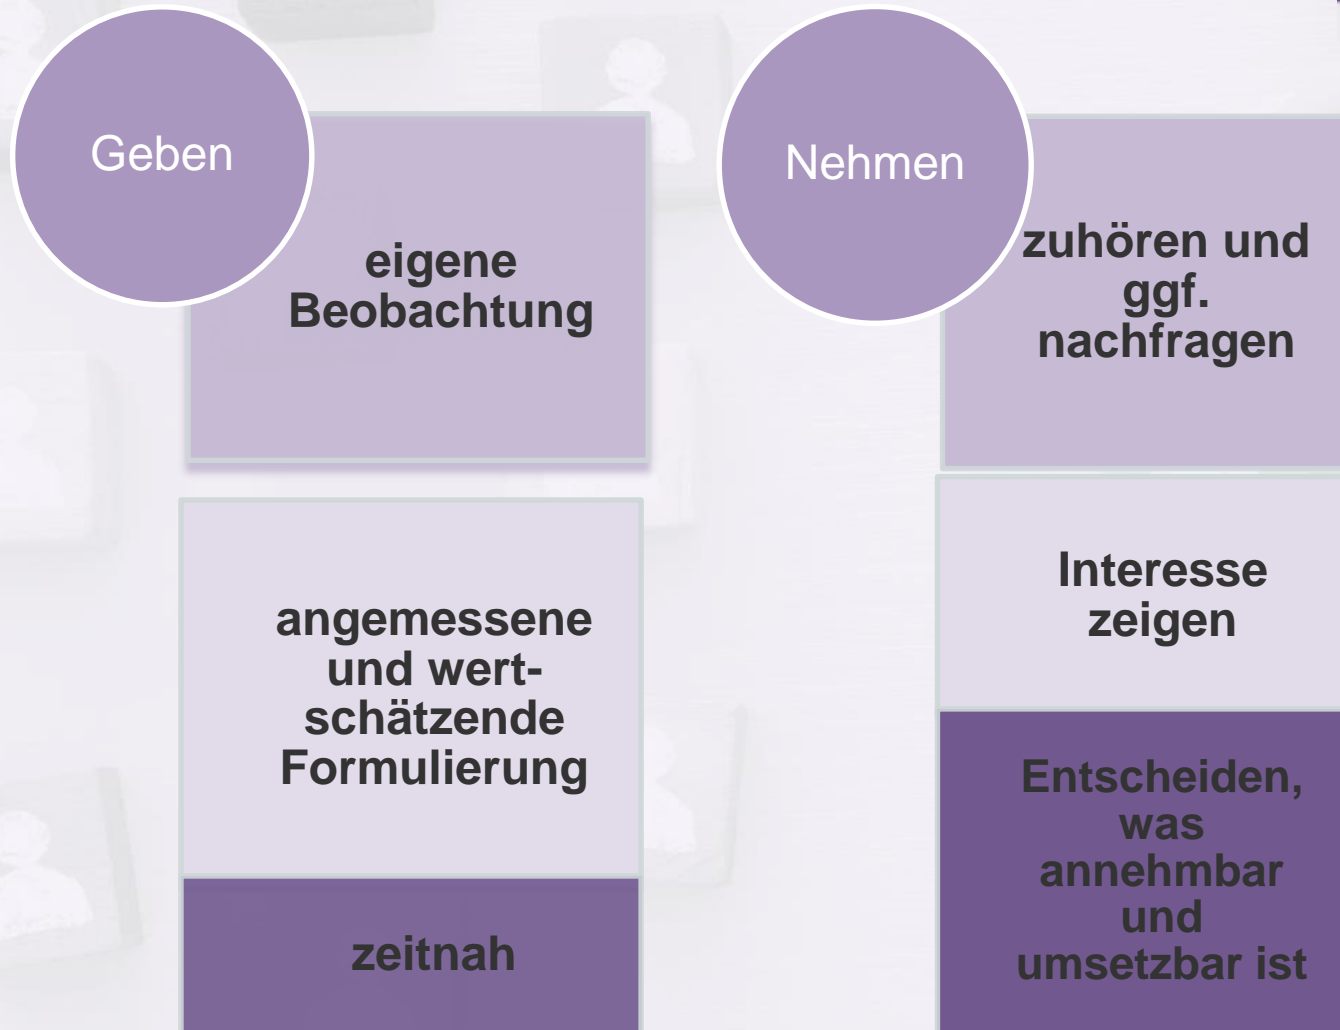 Geben
eigene
Beobachtung
angemessene
und wert-
schätzende
Formulierung
zeitnah
Nehmen
zuhören und
ggf.
nachfragen
Interesse
zeigen
Entscheiden,
was
annehmbar
und
umsetzbar ist